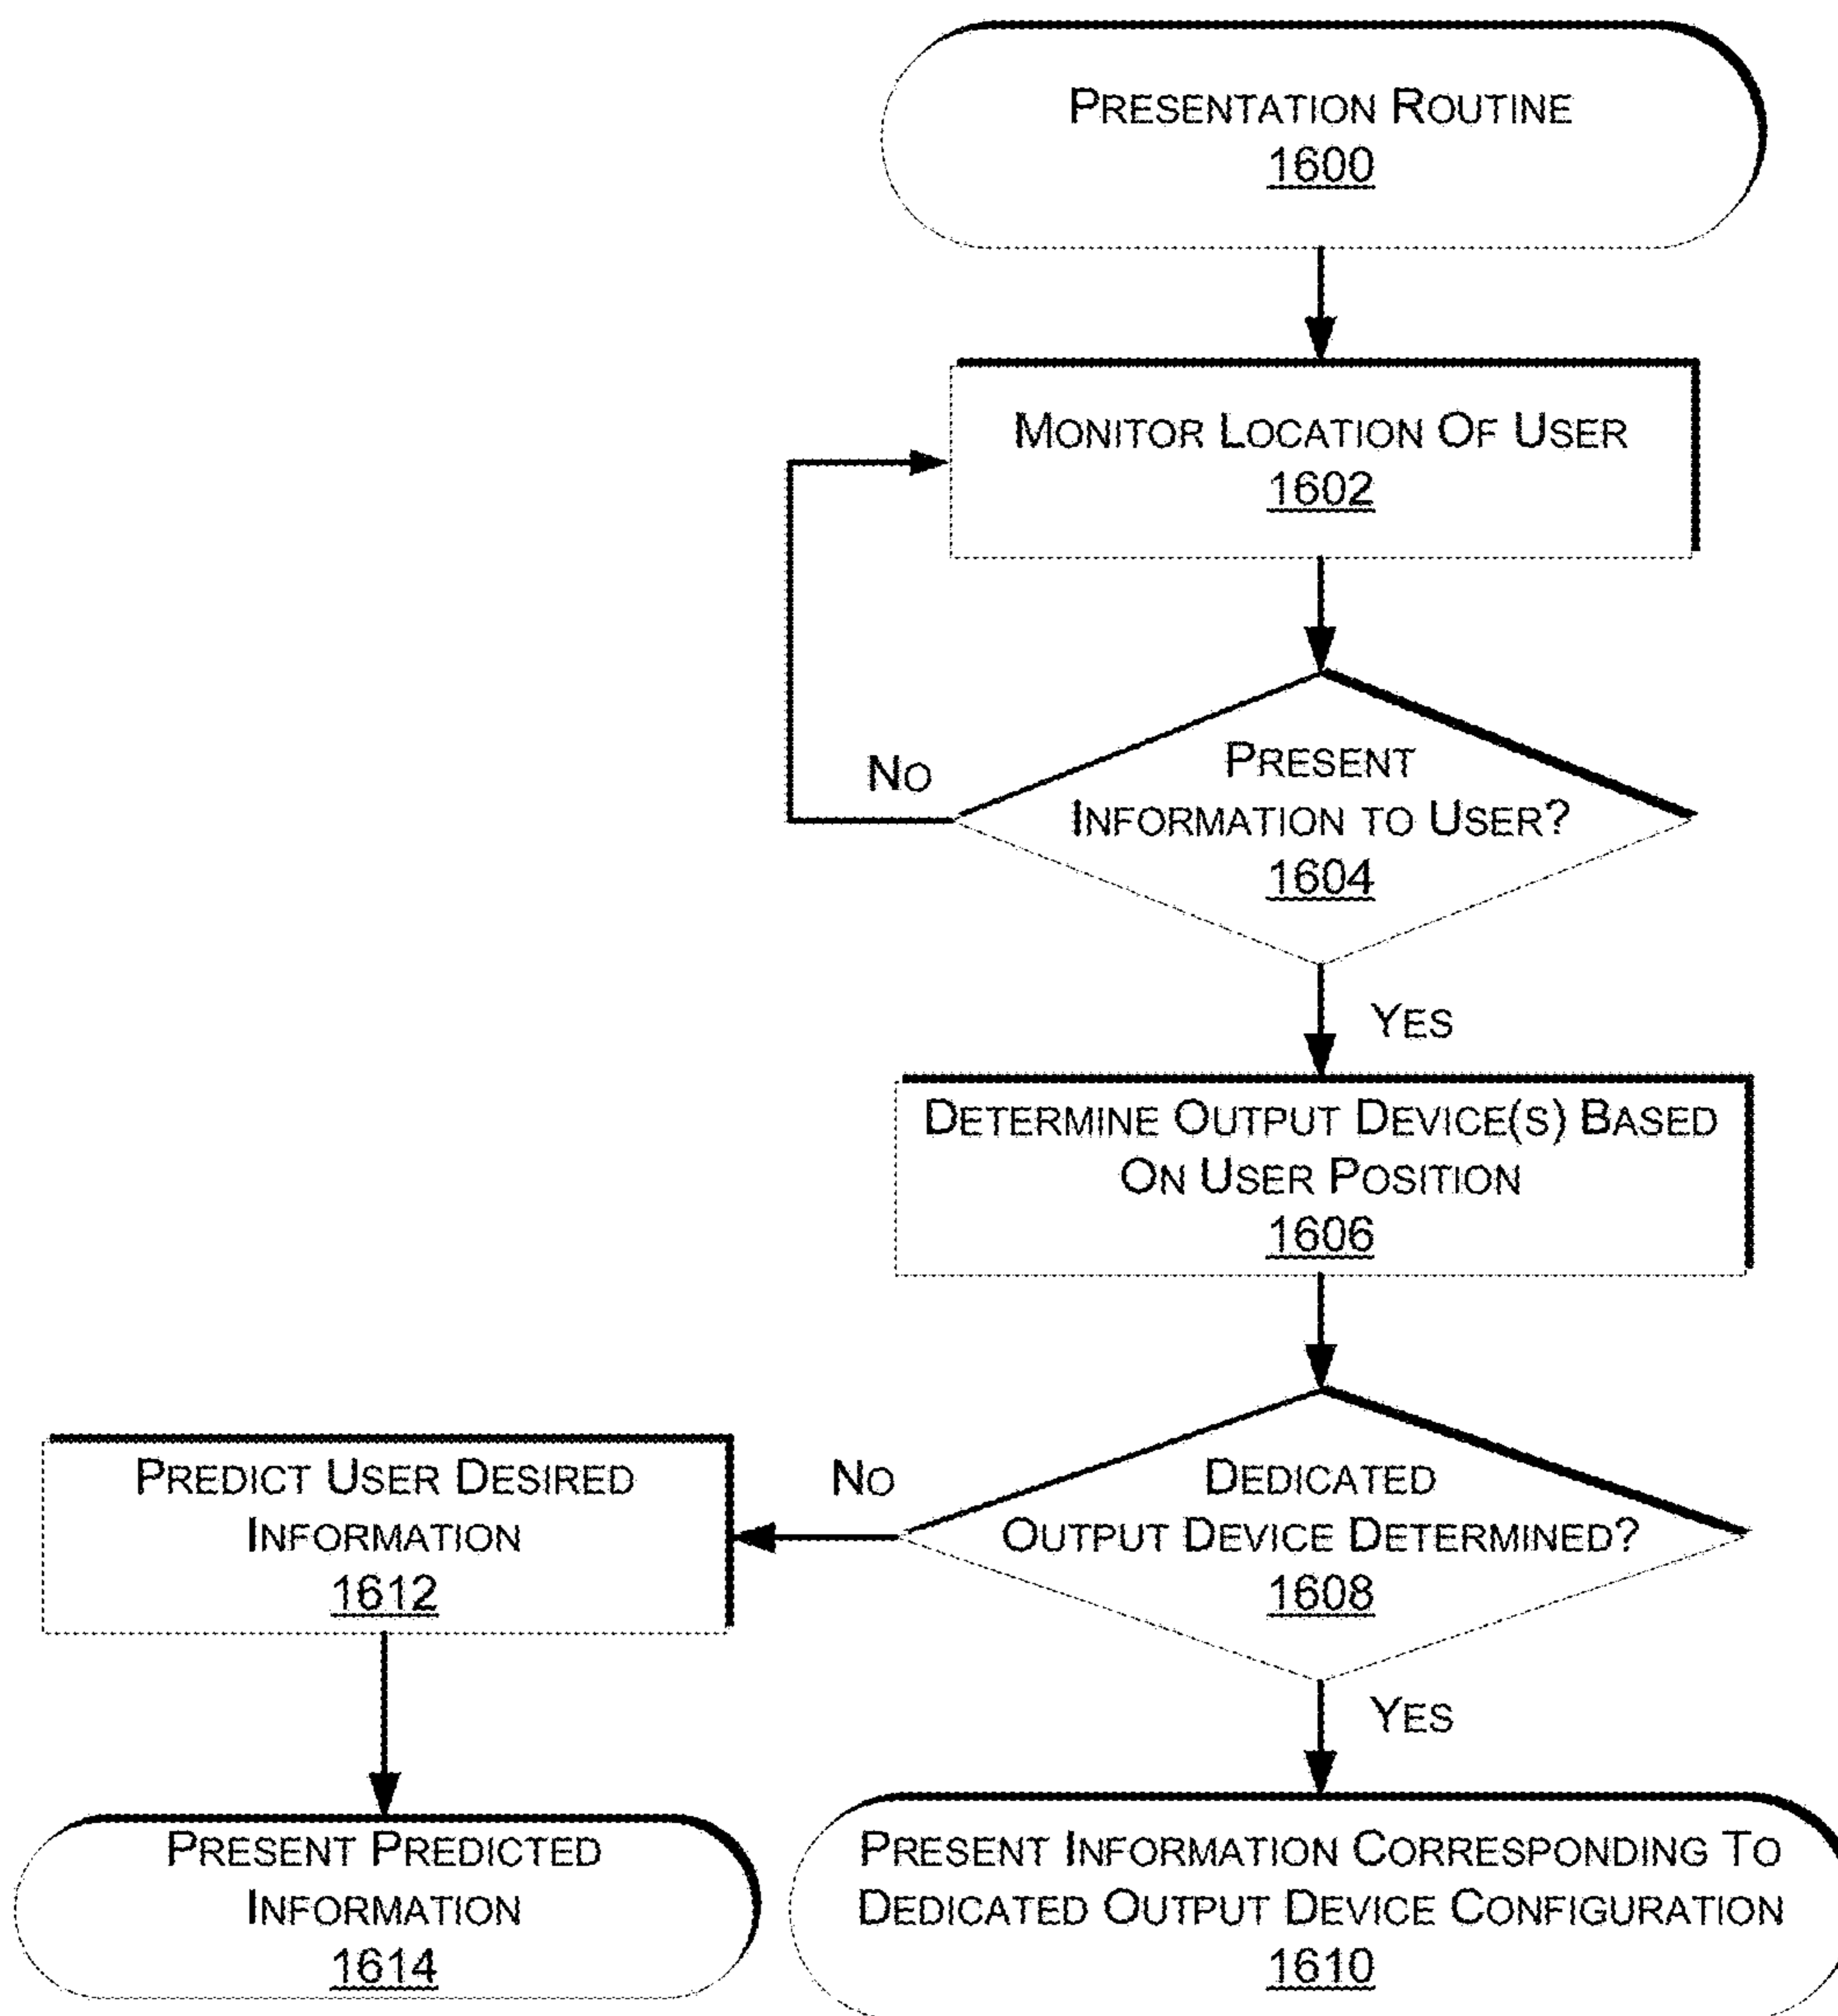 PRESENTATION ROUTINE
1600
MONITOR LOCATION OF USER
1602
NO
PRESENT
INFORMATION TO USER?
1604
YES
DETERMINE OUTPUT DEVICE(S) BASED
ON USER POSITION
1606
PREDICT USER DESIRED
INFORMATION
1612
NO
DEDICATED
OUTPUT DEVICE DETERMINED?
1608
YES
PRESENT PREDICTED
INFORMATION
1614
PRESENT INFORMATION CORRESPONDING TO
DEDICATED OUTPUT DEVICE CONFIGURATION
1610